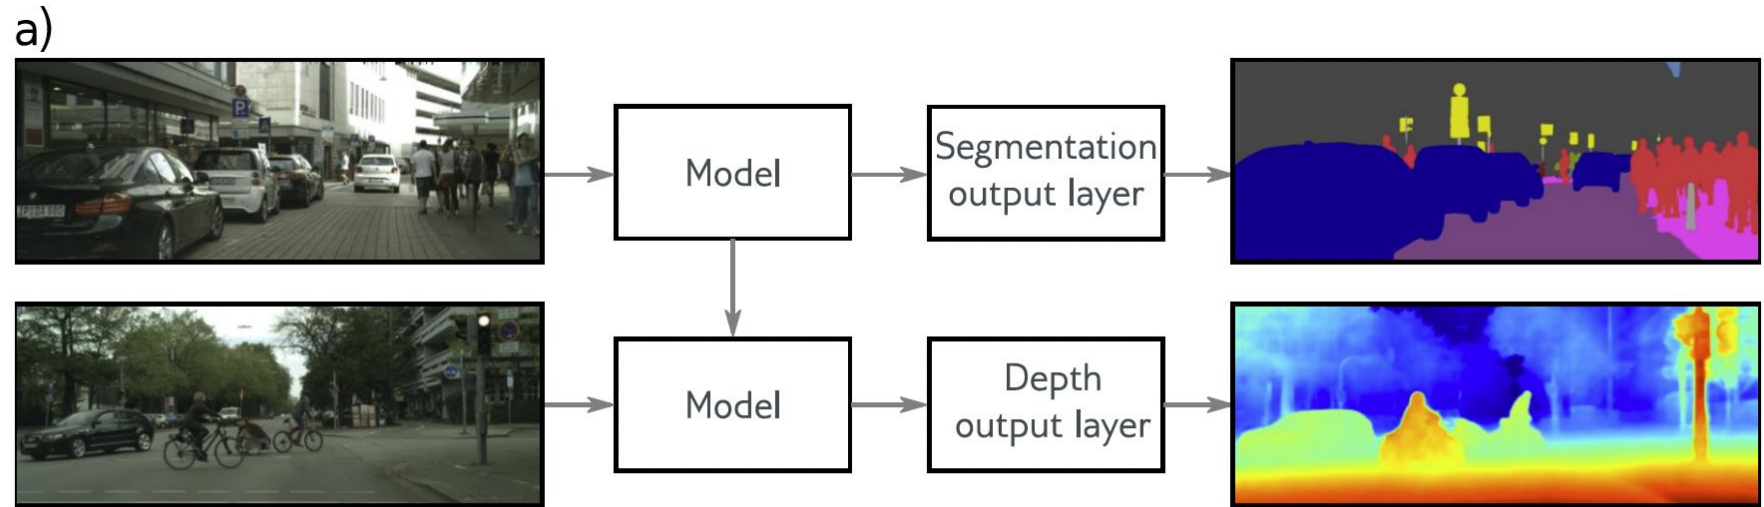 a)
Model
Segmentation
output layer
P
Model
Depth
output layer